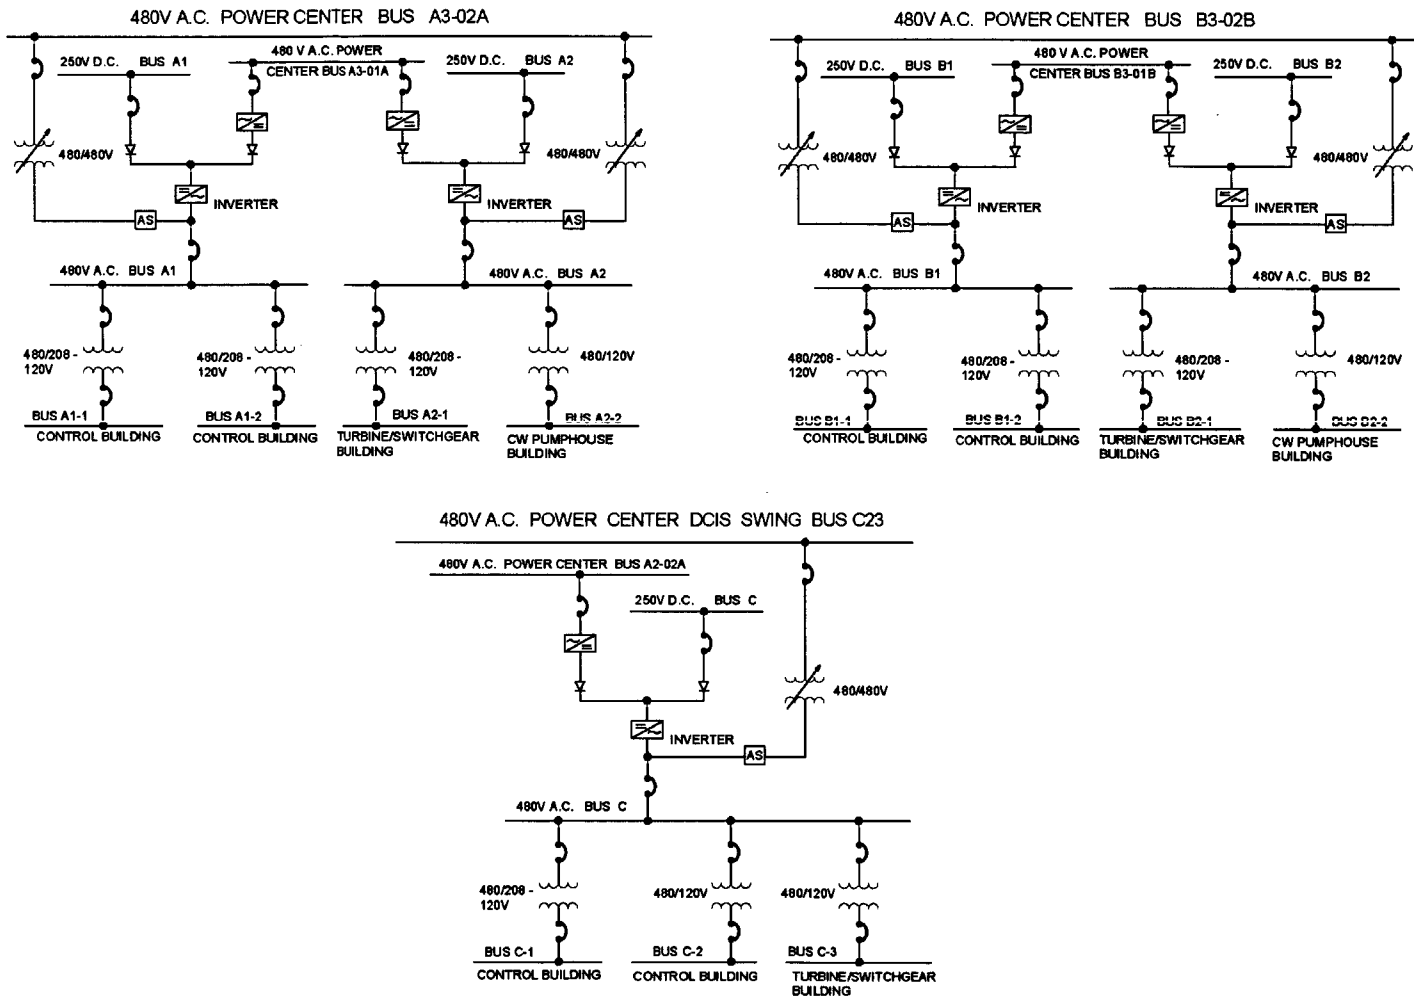 480V A.C. POWER CENTER BUS A3-02A
250V D.C. BUS A1
480 V A.C. POWER
CENTER BUS A3-01A
250V D.C. BUS A2
480/480V
480/480V
INVERTER
INVERTER
AS
AS
480V A.C. BUS A1
480V A.C. BUS A2
480/208 -
120V
480/208 -
120V
480/208 -
120V
480/120V
BUS A1-1
CONTROL BUILDING
BUS A1-2
CONTROL BUILDING
BUS A2-1
TURBINE/SWITCHGEAR
BUILDING
BUS A2-2
CW PUMPHOUSE
BUILDING
480V A.C. POWER CENTER BUS B3-02B
250V D.C. BUS B1
480 V A.C. POWER
CENTER BUS B3-01B
250V D.C. BUS B2
480/480V
480/480V
INVERTER
INVERTER
AS
AS
480V A.C. BUS B1
480V A.C. BUS B2
480/208 -
120V
480/208 -
120V
480/208 -
120V
480/120V
BUS B1-1
CONTROL BUILDING
BUS B1-2
CONTROL BUILDING
BUS B2-1
TURBINE/SWITCHGEAR
BUILDING
BUS B2-2
CW PUMPHOUSE
BUILDING
480V A.C. POWER CENTER DCIS SWING BUS C23
480V A.C. POWER CENTER BUS A2-02A
250V D.C. BUS C
480/480V
INVERTER
AS
480V A.C. BUS C
480/208 -
120V
480/120V
480/120V
BUS C-1
CONTROL BUILDING
BUS C-2
CONTROL BUILDING
BUS C-3
TURBINE/SWITCHGEAR
BUILDING